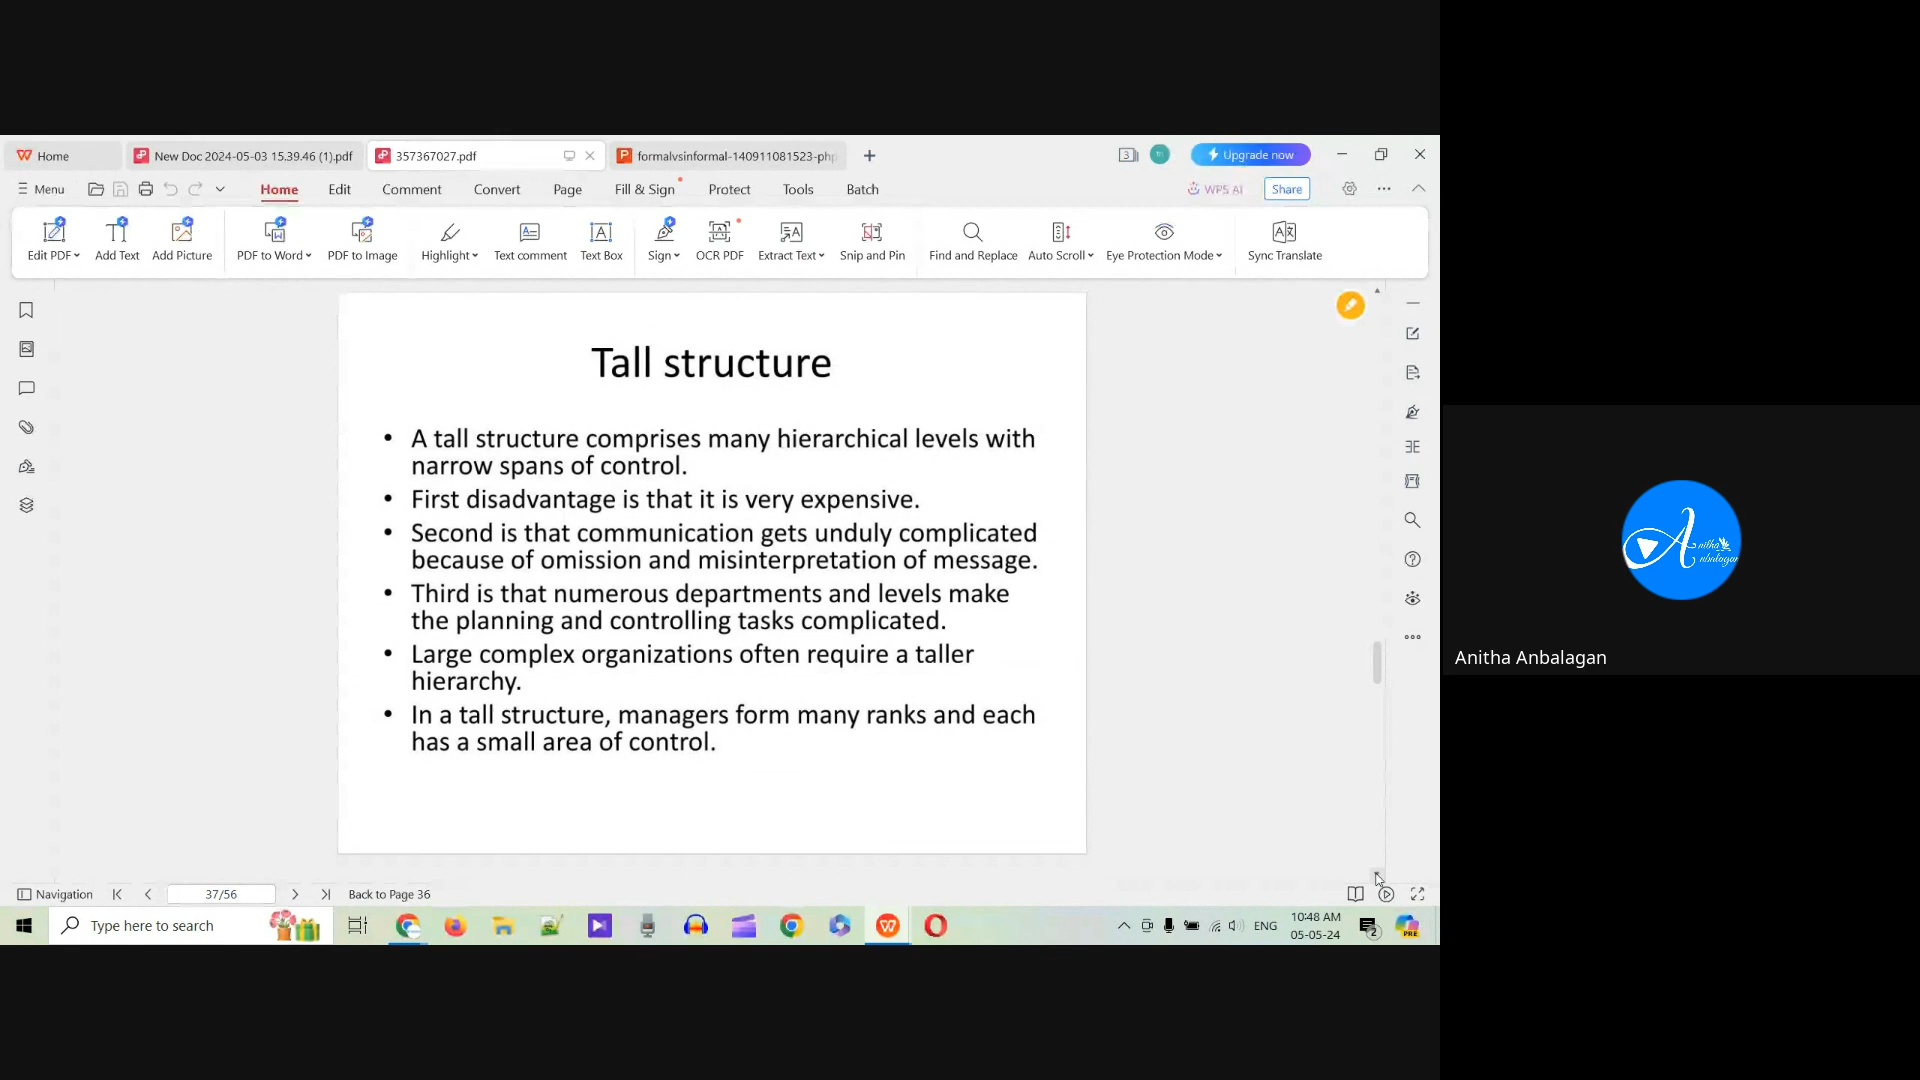 Home
New Doc 2024-05-03 15.39.46 (1).pdf
357367027.pdf
formalvsinformal-140911081523-php
3
Upgrade now
Menu
Home
Edit
Comment
Convert
Page
Fill & Sign
Protect
Tools
Batch
WPS AI
Share
Edit PDF
Add Text
Add Picture
PDF to Word
PDF to Image
Highlight
Text comment
Text Box
Sign
OCR PDF
Extract Text
Snip and Pin
Find and Replace
Auto Scroll
Eye Protection Mode
Sync Translate
Tall structure
• A tall structure comprises many hierarchical levels with
narrow spans of control.
• First disadvantage is that it is very expensive.
• Second is that communication gets unduly complicated
because of omission and misinterpretation of message.
• Third is that numerous departments and levels make
the planning and controlling tasks complicated.
• Large complex organizations often require a taller
hierarchy.
• In a tall structure, managers form many ranks and each
has a small area of control.
Anitha
Anbalagan
Anitha Anbalagan
Navigation
37/56
Back to Page 36
Type here to search
ENG
10:48 AM
05-05-24
2
PRE